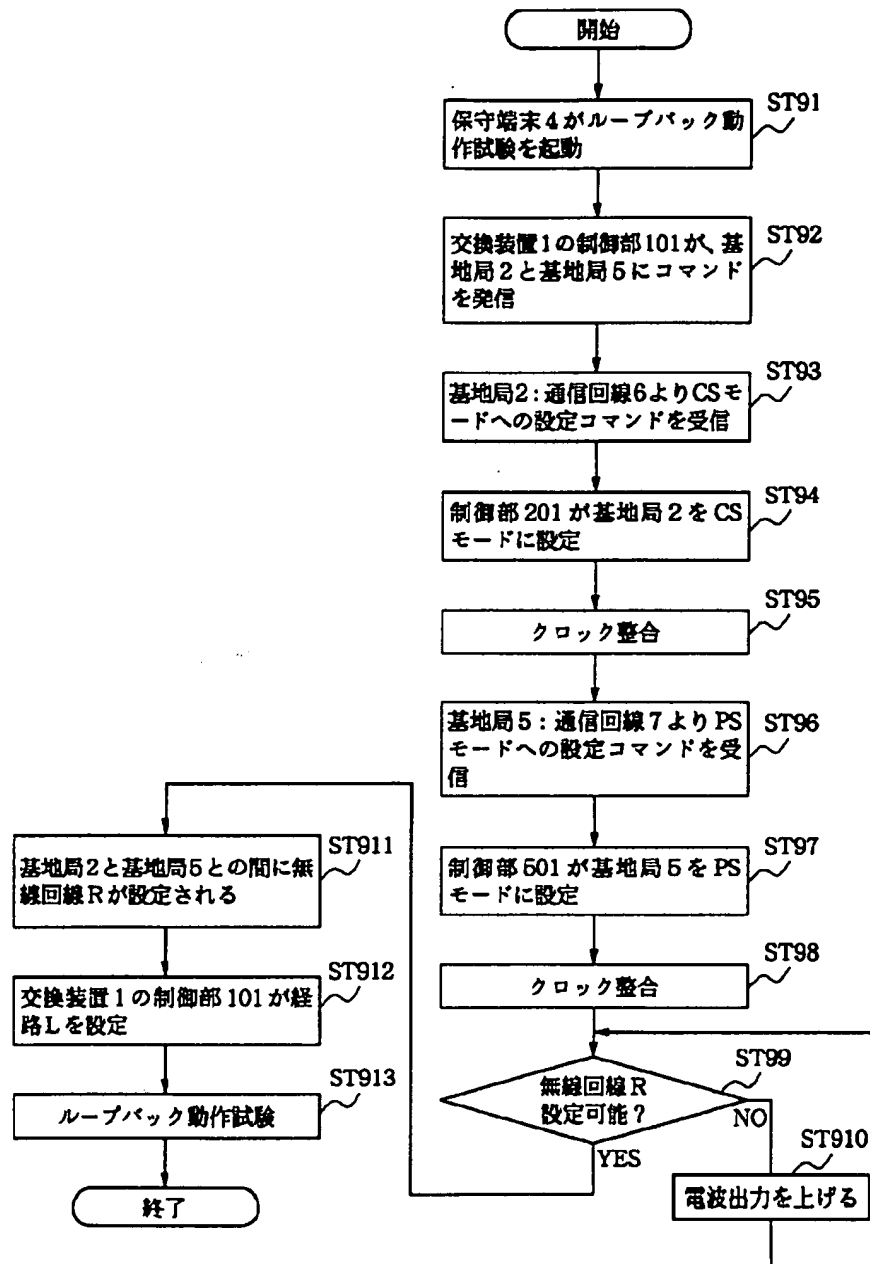 開始
ST91
保守端末4がループバック動
作試験を起動
ST92
交換装置1の制御部101が、基
地局2と基地局5にコマンド
を発信
ST93
基地局2:通信回線6よりCSモ
ードへの設定コマンドを受信
ST94
制御部201が基地局2をCS
モードに設定
ST95
クロック整合
ST96
基地局5:通信回線7よりPS
モードへの設定コマンドを受
信
ST97
制御部501が基地局5をPS
モードに設定
ST98
クロック整合
ST99
無線回線R
設定可能?
NO
YES
ST910
電波出力を上げる
ST911
基地局2と基地局5との間に無
線回線Rが設定される
ST912
交換装置1の制御部101が経
路Lを設定
ST913
ループバック動作試験
終了